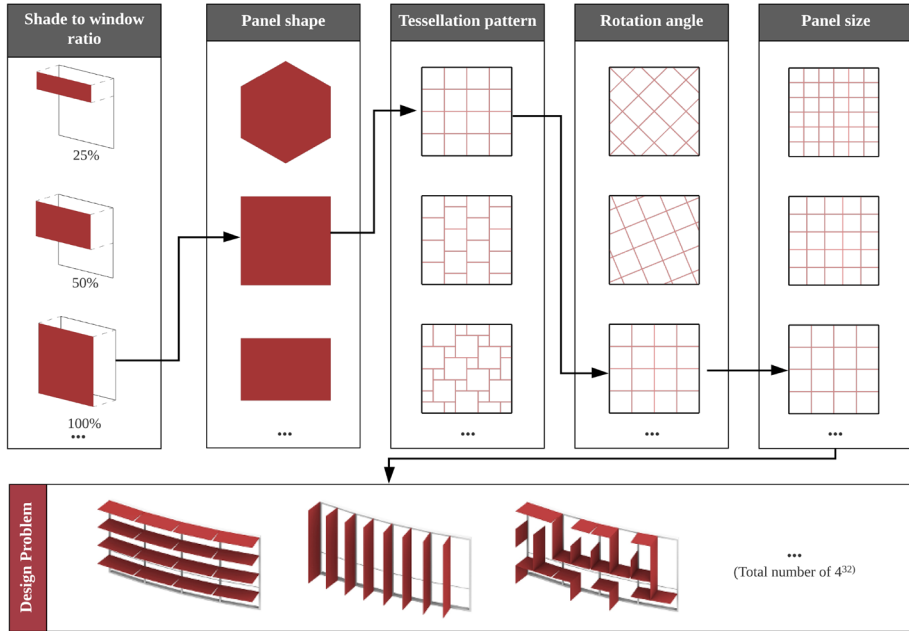 Shade to window
ratio
Panel shape
Tessellation pattern
Rotation angle
Panel size
25%
50%
100%
...
...
...
...
...
Design Problem
...
(Total number of 4³²)